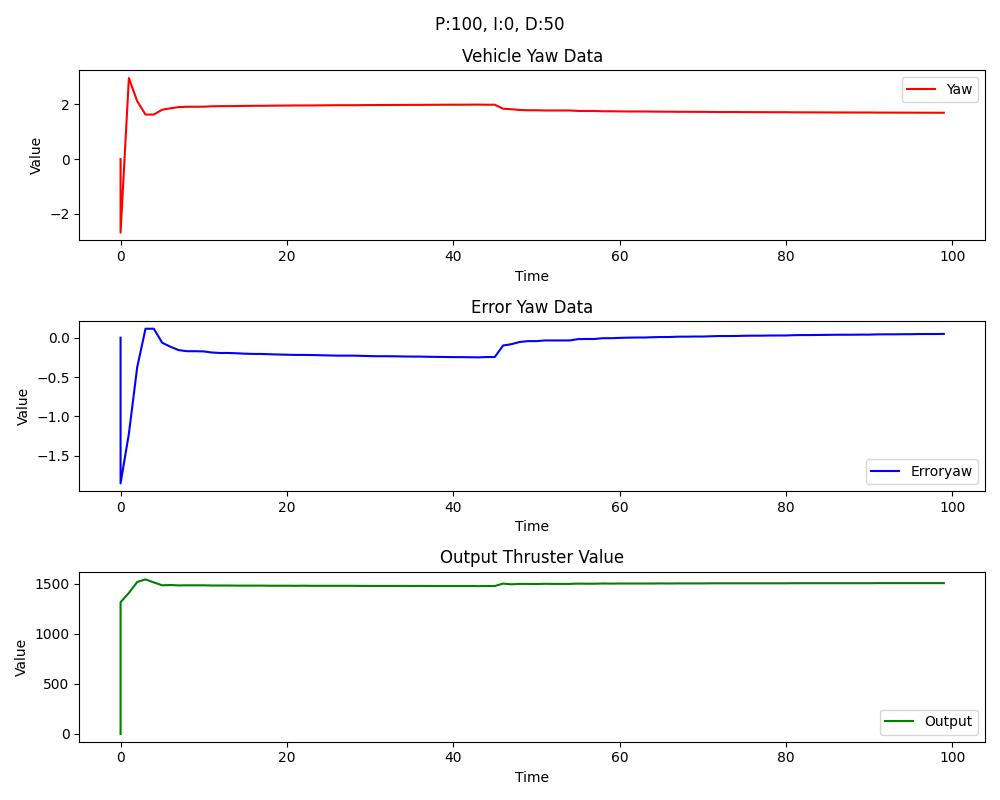 P:100, I:0, D:50
Vehicle Yaw Data
Value
2
0
−2
Yaw
0 20 40 60 80 100
Time
Error Yaw Data
Value
0.0
−0.5
−1.0
−1.5
Erroryaw
0 20 40 60 80 100
Time
Output Thruster Value
Value
1500
1000
500
0
Output
0 20 40 60 80 100
Time